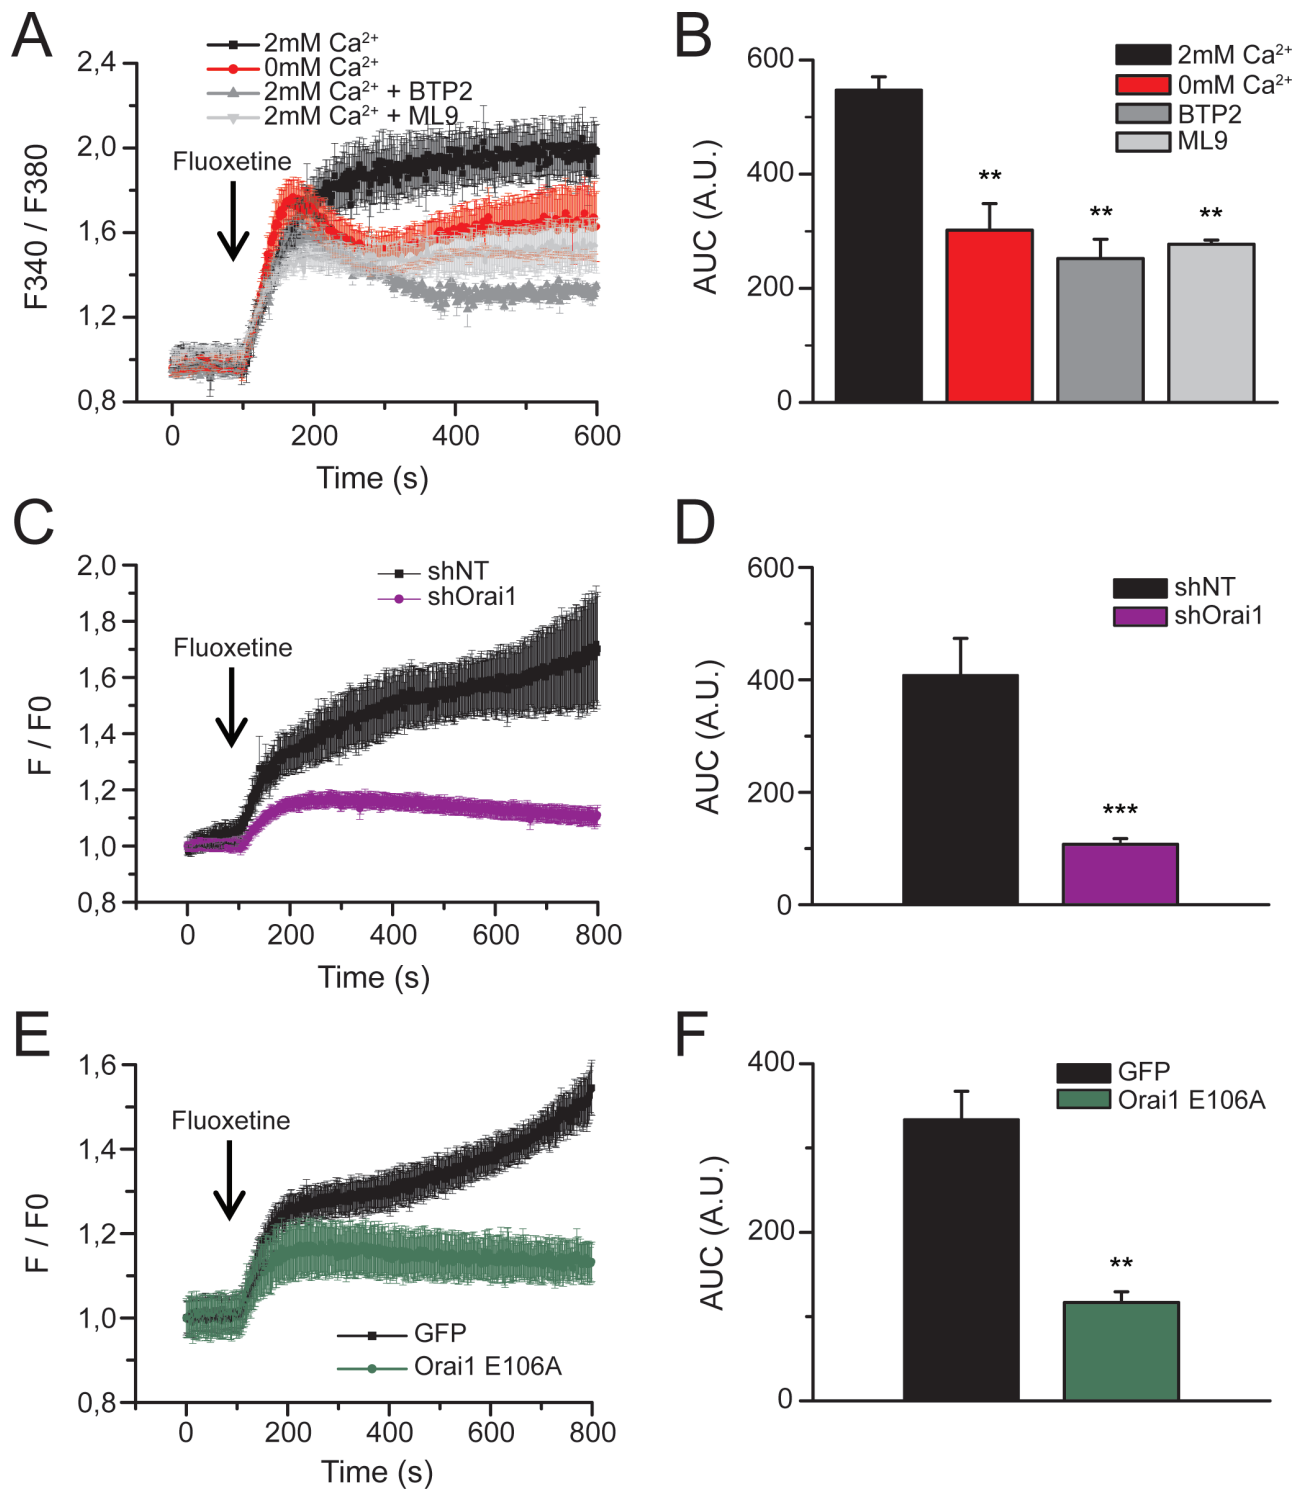 A
2mM Ca²⁺
0mM Ca²⁺
2mM Ca²⁺ + BTP2
2mM Ca²⁺ + ML9
Fluoxetine
F340 / F380
2,4
2,0
1,6
1,2
0,8
0 200 400 600
Time (s)
B
2mM Ca²⁺
0mM Ca²⁺
BTP2
ML9
AUC (A.U.)
600
400
200
0
** ** **
C
shNT
shOrai1
Fluoxetine
F / F0
2,0
1,8
1,6
1,4
1,2
1,0
0,8
0 200 400 600 800
Time (s)
D
shNT
shOrai1
AUC (A.U.)
600
400
200
0
***
E
Fluoxetine
GFP
Orai1 E106A
F / F0
1,6
1,4
1,2
1,0
0,8
0 200 400 600 800
Time (s)
F
GFP
Orai1 E106A
AUC (A.U.)
400
200
0
**